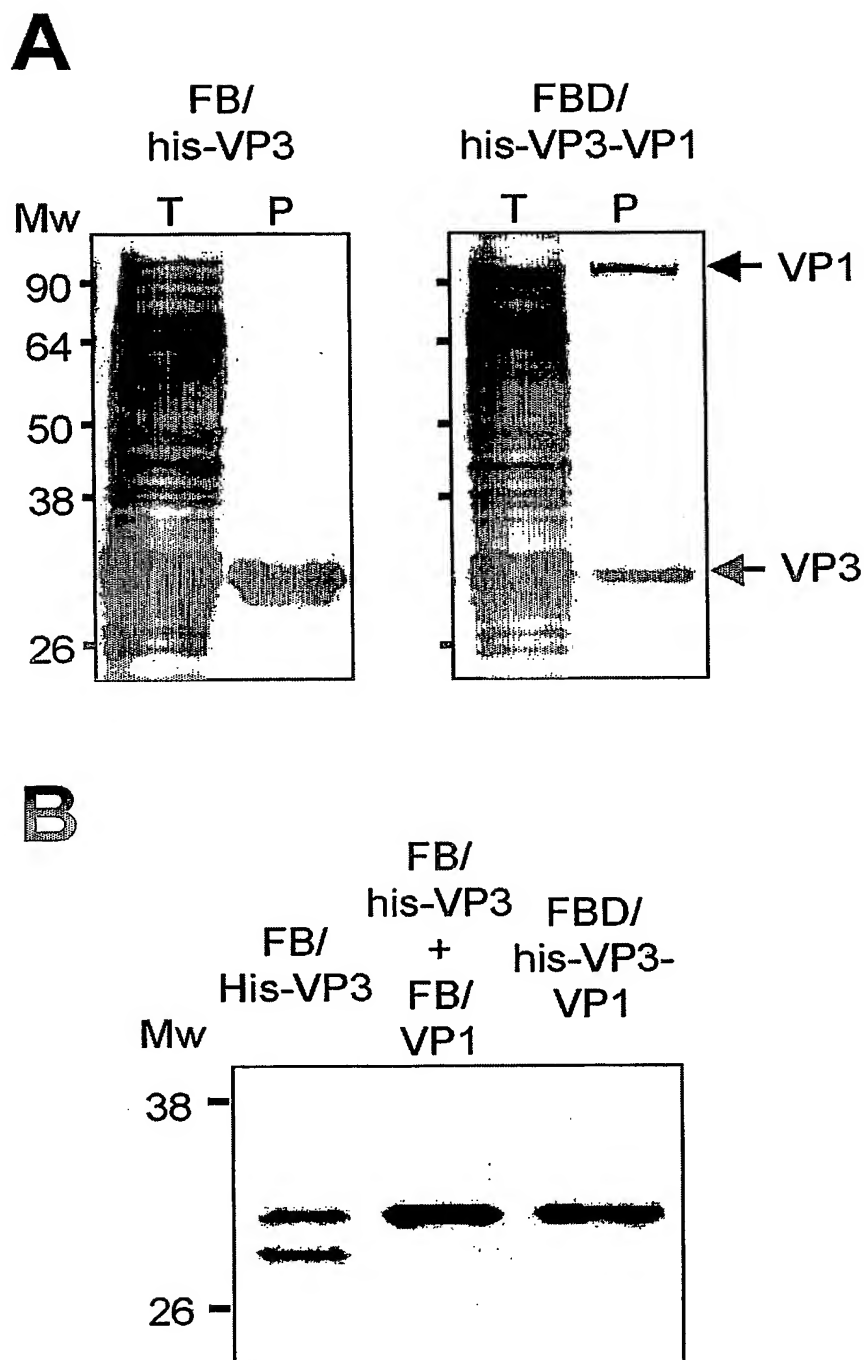 A
FB/
his-VP3
FBD/
his-VP3-VP1
Mw
T
P
T
P
90
64
50
38
26
VP1
VP3
B
FB/
His-VP3
FB/
his-VP3
+
FB/
VP1
FBD/
his-VP3-
VP1
Mw
38
26